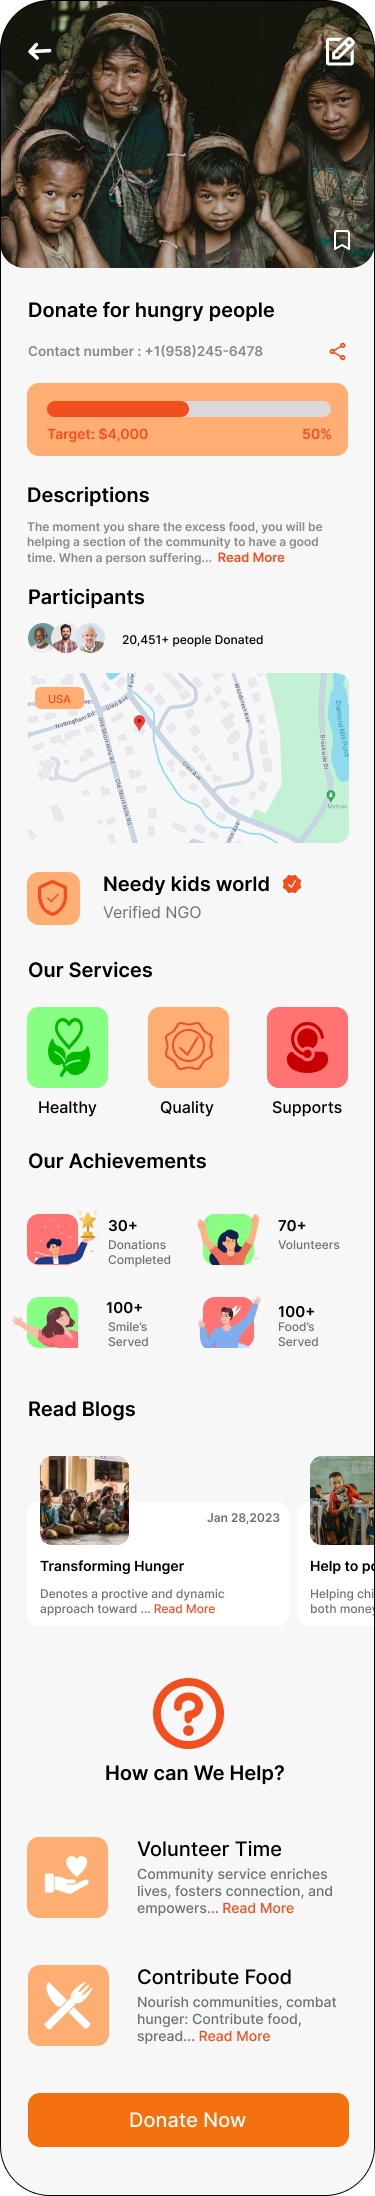 Donate for hungry people
Contact number : +1(958)245-6478
Target: $4,000
50%
Descriptions
The moment you share the excess food, you will be
helping a section of the community to have a good
time. When a person suffering... Read More
Participants
20,451+ people Donated
USA
Nottingham Rd
Glen Ave
Old Short Hills Rd
Old Short Hills Rd
Glen Ave
Woodcrest Ave
Brookside Dr
Diamond Mill Pond
Needy kids world
Verified NGO
Our Services
Healthy
Quality
Supports
Our Achievements
30+
Donations
Completed
70+
Volunteers
100+
Smile's
Served
100+
Food's
Served
Read Blogs
Jan 28,2023
Transforming Hunger
Denotes a proctive and dynamic
approach toward ... Read More
Help to po
Helping chi
both money
How can We Help?
Volunteer Time
Community service enriches
lives, fosters connection, and
empowers... Read More
Contribute Food
Nourish communities, combat
hunger: Contribute food,
spread... Read More
Donate Now